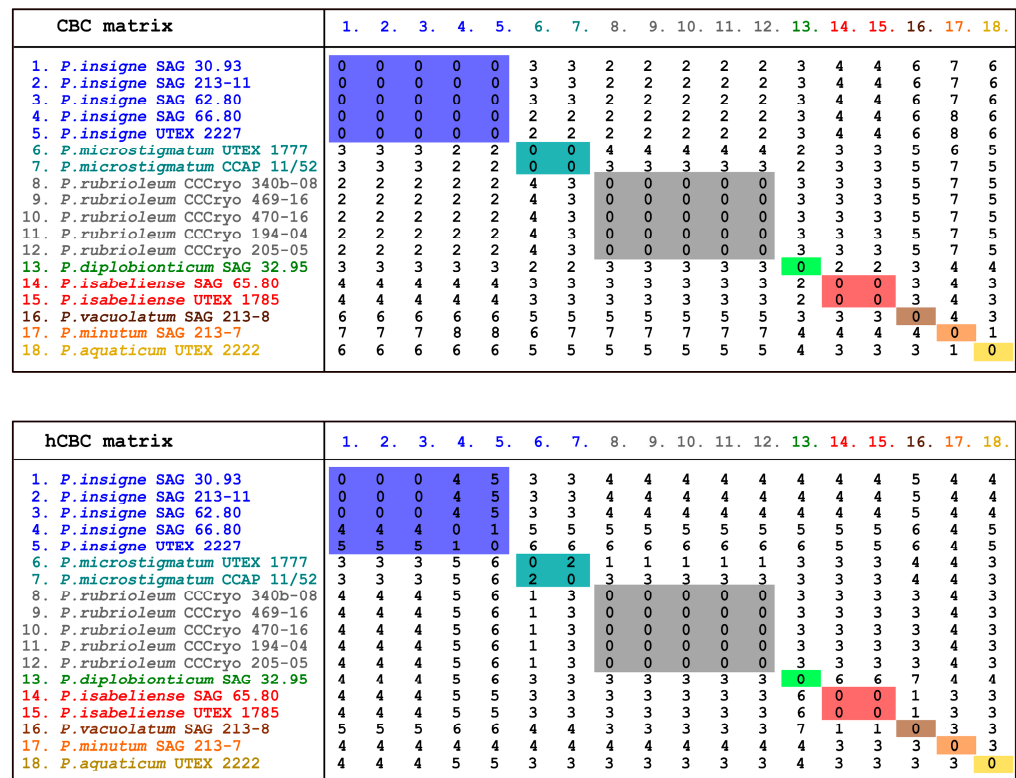 CBC matrix 1. 2. 3. 4. 5. 6. 7. 8. 9. 10. 11. 12. 13. 14. 15. 16. 17. 18.
1. P.insigne SAG 30.93 0 0 0 0 0 3 3 2 2 2 2 2 3 4 4 6 7 6
2. P.insigne SAG 213-11 0 0 0 0 0 3 3 2 2 2 2 2 3 4 4 6 7 6
3. P.insigne SAG 62.80 0 0 0 0 0 3 3 2 2 2 2 2 3 4 4 6 7 6
4. P.insigne SAG 66.80 0 0 0 0 0 2 2 2 2 2 2 2 3 4 4 6 8 6
5. P.insigne UTEX 2227 0 0 0 0 0 2 2 2 2 2 2 2 3 4 4 6 8 6
6. P.microstigmatum UTEX 1777 3 3 3 2 2 0 0 4 4 4 4 4 2 3 3 5 6 5
7. P.microstigmatum CCAP 11/52 3 3 3 2 2 0 0 3 3 3 3 3 2 3 3 5 7 5
8. P.rubrioleum CCCryo 340b-08 2 2 2 2 2 4 3 0 0 0 0 0 3 3 3 5 7 5
9. P.rubrioleum CCCryo 469-16 2 2 2 2 2 4 3 0 0 0 0 0 3 3 3 5 7 5
10. P.rubrioleum CCCryo 470-16 2 2 2 2 2 4 3 0 0 0 0 0 3 3 3 5 7 5
11. P.rubrioleum CCCryo 194-04 2 2 2 2 2 4 3 0 0 0 0 0 3 3 3 5 7 5
12. P.rubrioleum CCCryo 205-05 2 2 2 2 2 4 3 0 0 0 0 0 3 3 3 5 7 5
13. P.diplobionticum SAG 32.95 3 3 3 3 3 2 2 3 3 3 3 3 0 2 2 3 4 4
14. P.isabeliense SAG 65.80 4 4 4 4 4 3 3 3 3 3 3 3 2 0 0 3 4 3
15. P.isabeliense UTEX 1785 4 4 4 4 4 3 3 3 3 3 3 3 2 0 0 3 4 3
16. P.vacuolatum SAG 213-8 6 6 6 6 6 5 5 5 5 5 5 5 3 3 3 0 4 3
17. P.minutum SAG 213-7 7 7 7 8 8 6 7 7 7 7 7 7 4 4 4 4 0 1
18. P.aquaticum UTEX 2222 6 6 6 6 6 5 5 5 5 5 5 5 4 3 3 3 1 0
hCBC matrix 1. 2. 3. 4. 5. 6. 7. 8. 9. 10. 11. 12. 13. 14. 15. 16. 17. 18.
1. P.insigne SAG 30.93 0 0 0 4 5 3 3 4 4 4 4 4 4 4 4 5 4 4
2. P.insigne SAG 213-11 0 0 0 4 5 3 3 4 4 4 4 4 4 4 4 5 4 4
3. P.insigne SAG 62.80 0 0 0 4 5 3 3 4 4 4 4 4 4 4 4 5 4 4
4. P.insigne SAG 66.80 4 4 4 0 1 5 5 5 5 5 5 5 5 5 5 6 4 5
5. P.insigne UTEX 2227 5 5 5 1 0 6 6 6 6 6 6 6 6 5 5 6 4 5
6. P.microstigmatum UTEX 1777 3 3 3 5 6 0 2 1 1 1 1 1 3 3 3 4 4 3
7. P.microstigmatum CCAP 11/52 3 3 3 5 6 2 0 3 3 3 3 3 3 3 3 4 4 3
8. P.rubrioleum CCCryo 340b-08 4 4 4 5 6 1 3 0 0 0 0 0 3 3 3 3 4 3
9. P.rubrioleum CCCryo 469-16 4 4 4 5 6 1 3 0 0 0 0 0 3 3 3 3 4 3
10. P.rubrioleum CCCryo 470-16 4 4 4 5 6 1 3 0 0 0 0 0 3 3 3 3 4 3
11. P.rubrioleum CCCryo 194-04 4 4 4 5 6 1 3 0 0 0 0 0 3 3 3 3 4 3
12. P.rubrioleum CCCryo 205-05 4 4 4 5 6 1 3 0 0 0 0 0 3 3 3 3 4 3
13. P.diplobionticum SAG 32.95 4 4 4 5 6 3 3 3 3 3 3 3 0 6 6 7 4 4
14. P.isabeliense SAG 65.80 4 4 4 5 5 3 3 3 3 3 3 3 6 0 0 1 3 3
15. P.isabeliense UTEX 1785 4 4 4 5 5 3 3 3 3 3 3 3 6 0 0 1 3 3
16. P.vacuolatum SAG 213-8 5 5 5 6 6 4 4 3 3 3 3 3 7 1 1 0 3 3
17. P.minutum SAG 213-7 4 4 4 4 4 4 4 4 4 4 4 4 4 3 3 3 0 3
18. P.aquaticum UTEX 2222 4 4 4 5 5 3 3 3 3 3 3 3 4 3 3 3 3 0